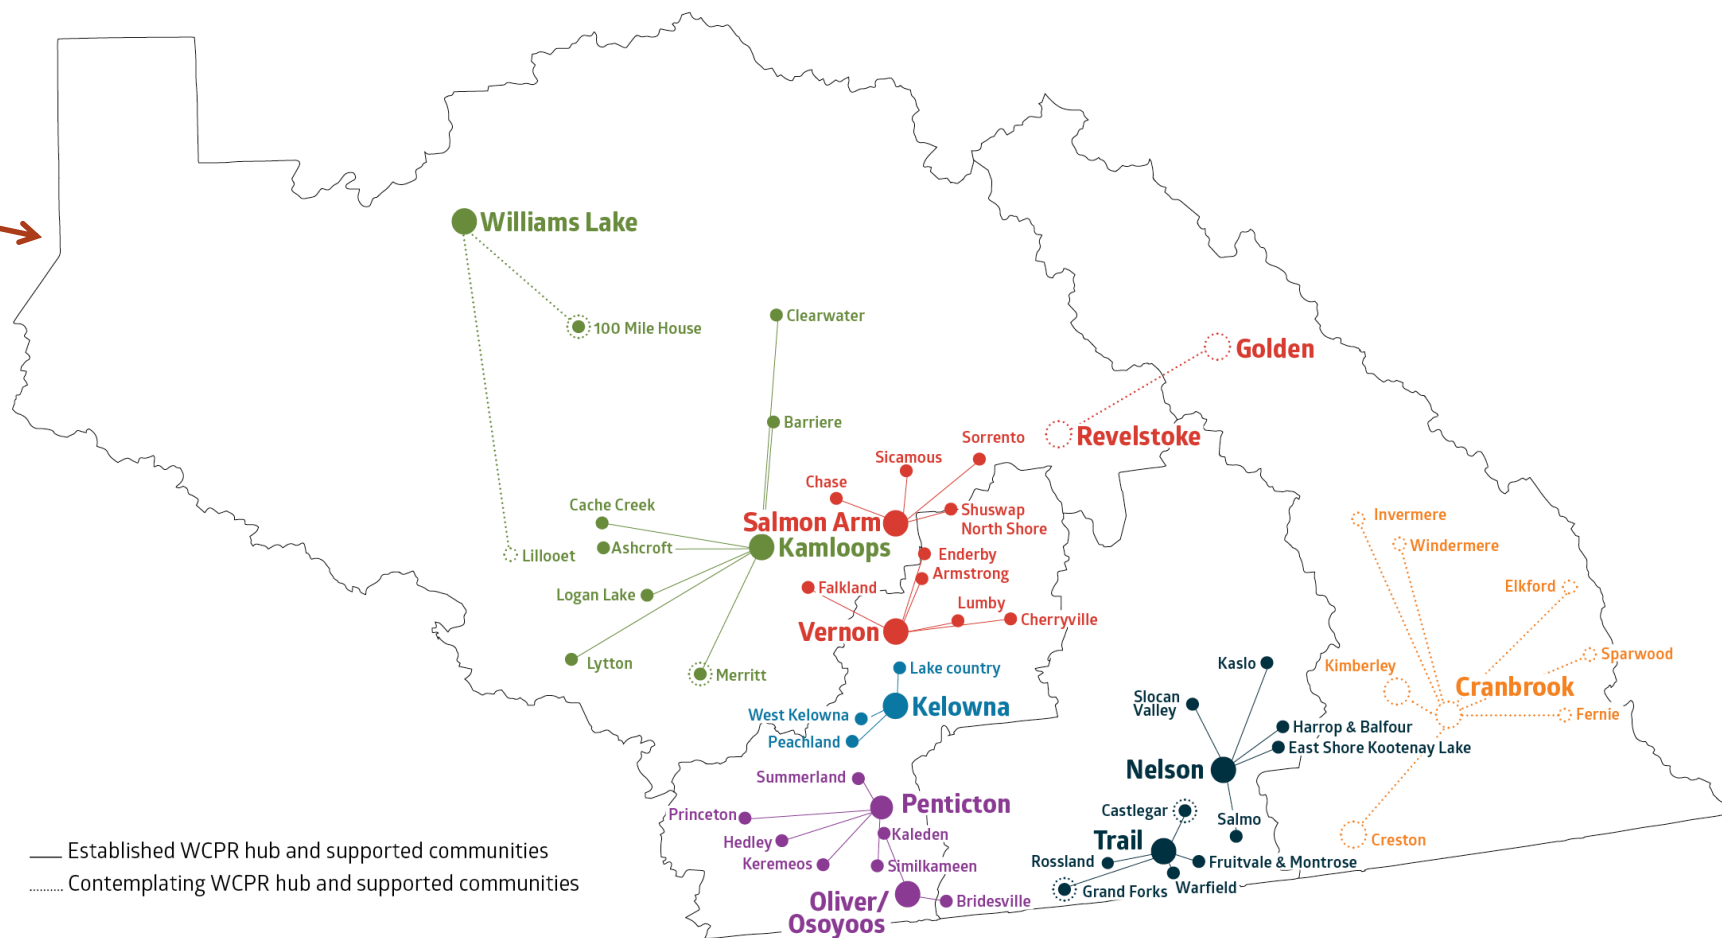 Williams Lake
100 Mile House
Clearwater
Golden
Barriere
Revelstoke
Sorrento
Sicamous
Chase
Cache Creek
Shuswap
North Shore
Salmon Arm
Invermere
Kamloops
Ashcroft
Lillooet
Windermere
Enderby
Armstrong
Falkland
Elkford
Logan Lake
Lumby
Cherryville
Vernon
Lytton
Merritt
Lake country
Kaslo
Kimberley
Sparwood
Cranbrook
Slocan
Valley
West Kelowna
Kelowna
Fernie
Peachland
Harrop & Balfour
East Shore Kootenay Lake
Nelson
Summerland
Penticton
Princeton
Castlegar
Salmo
Hedley
Kaleden
Trail
Creston
Keremeos
Similkameen
Rossland
Fruitvale & Montrose
Grand Forks
Warfield
Oliver/
Osoyoos
Bridesville
Established WCPR hub and supported communities
Contemplating WCPR hub and supported communities